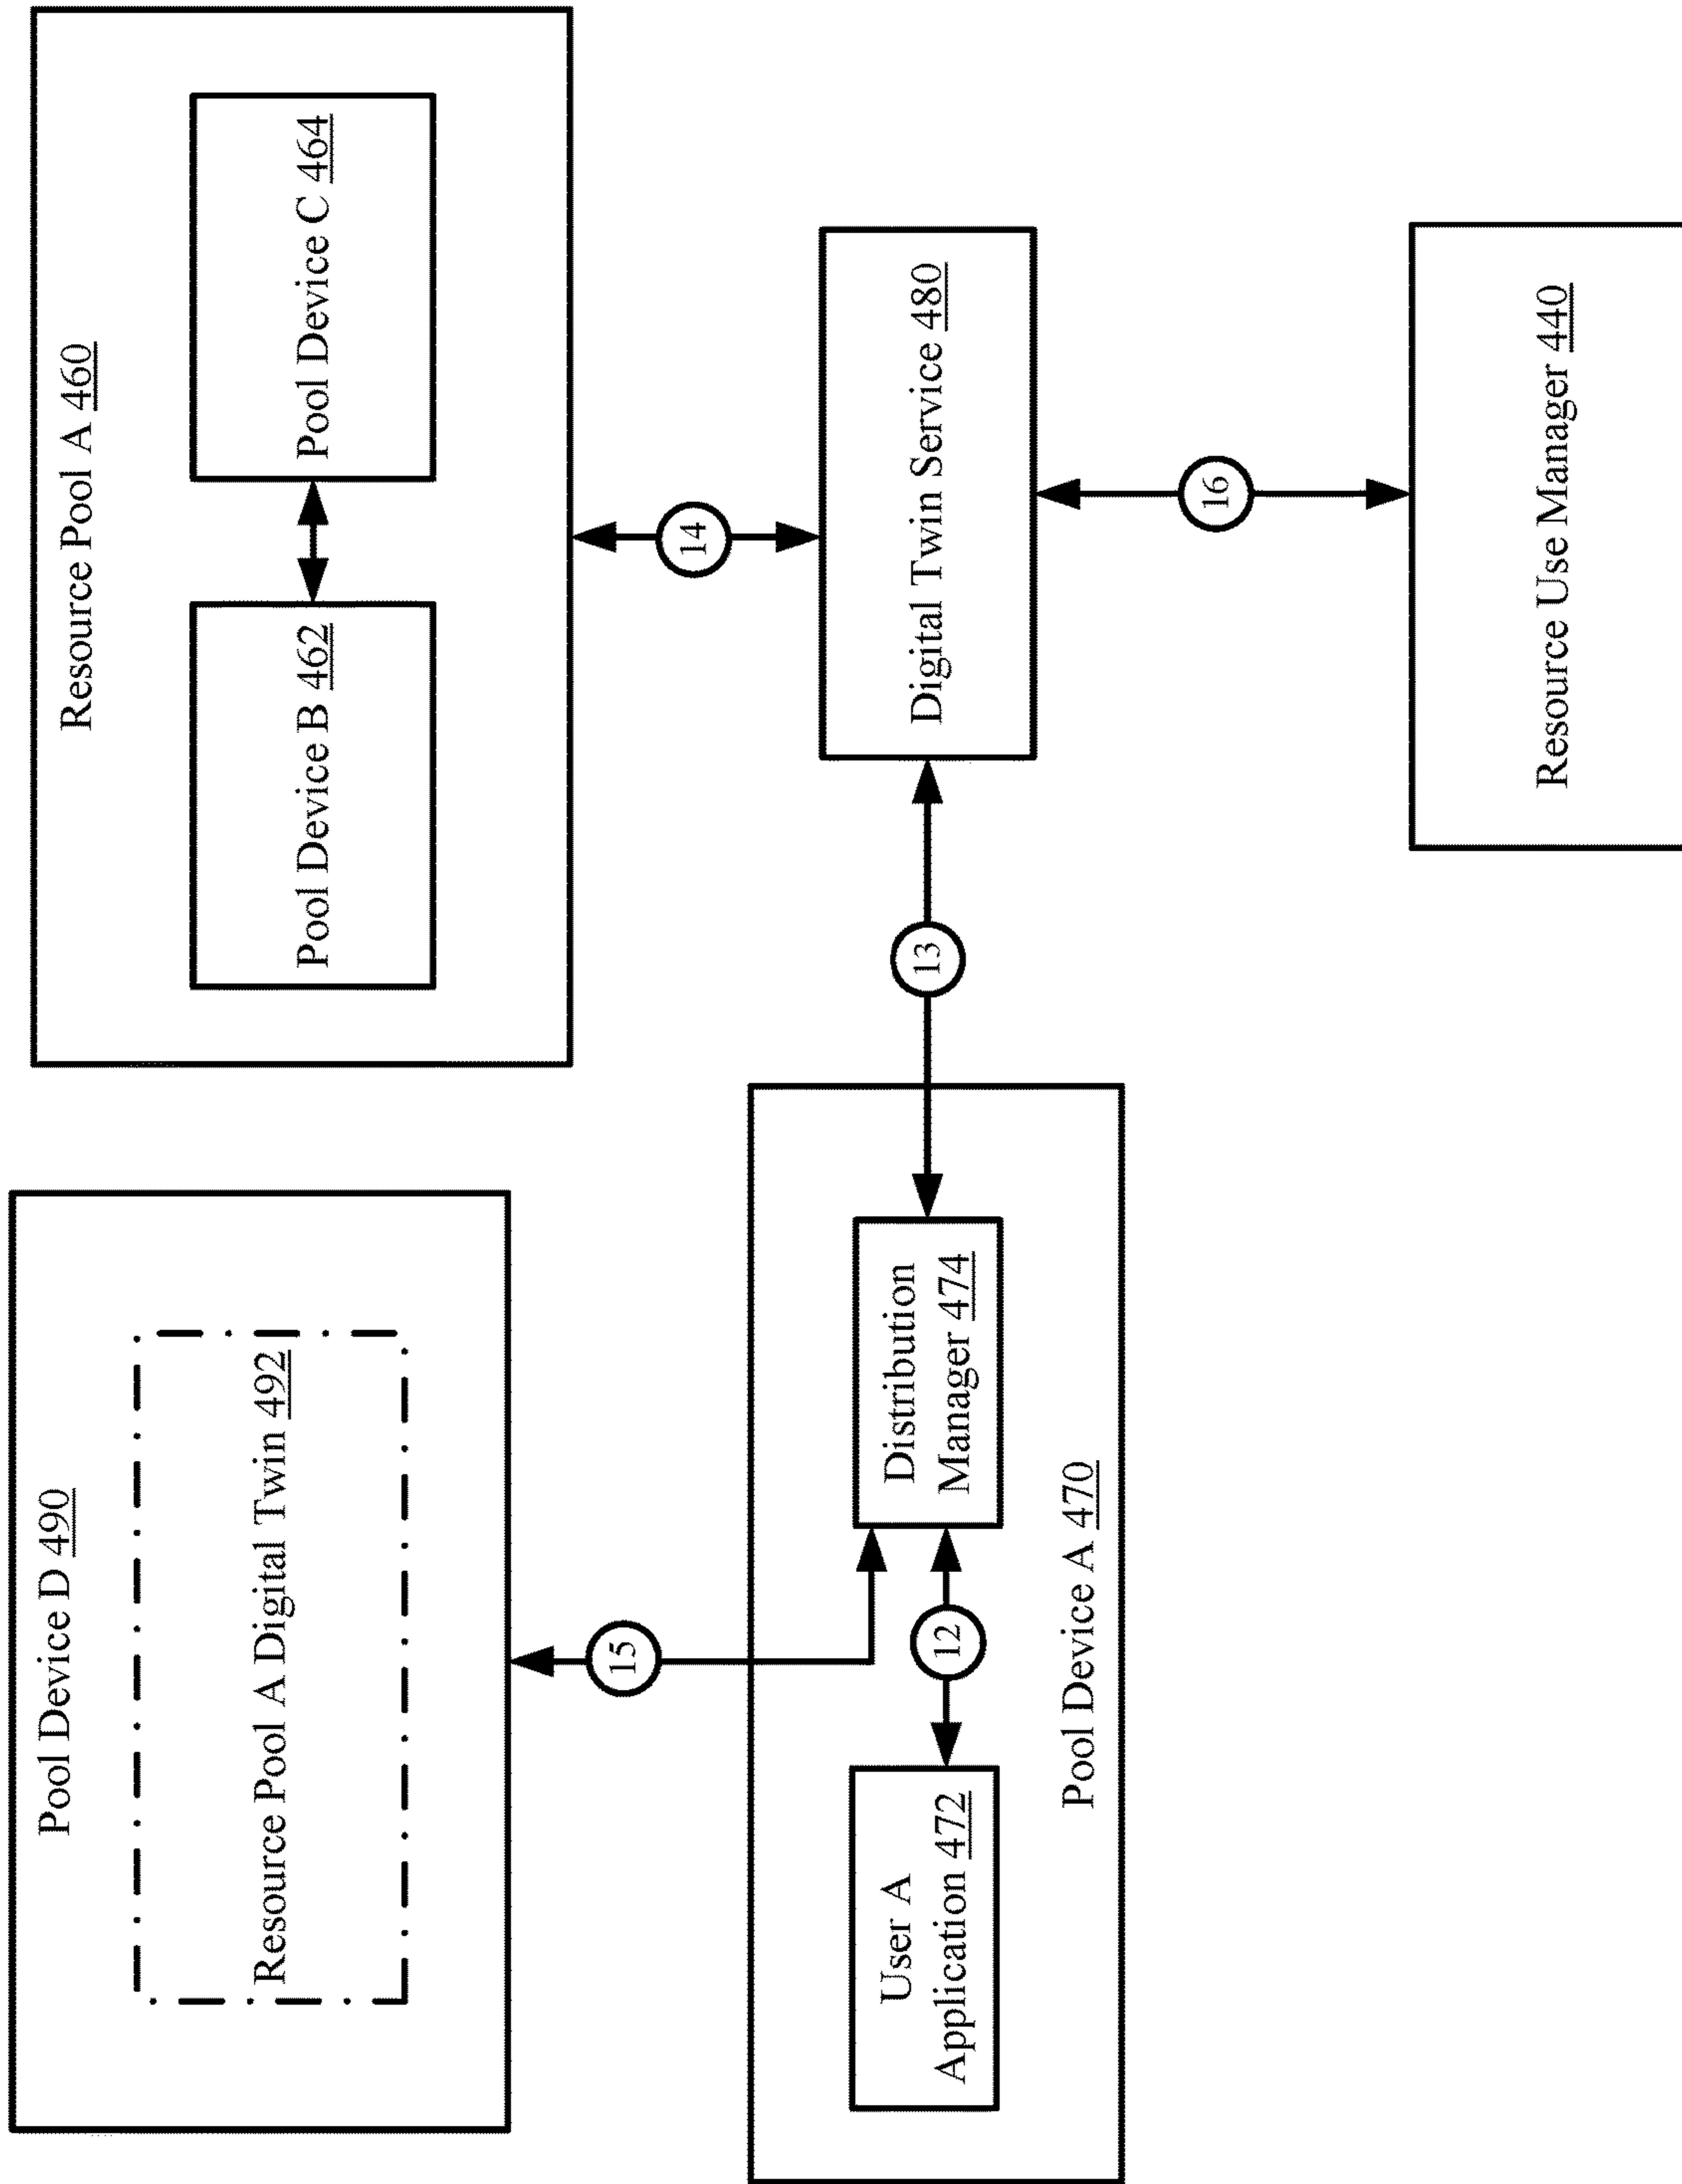 Pool Device D 490
Resource Pool A Digital Twin 492
Resource Pool A 460
Pool Device B 462
Pool Device C 464
15
14
User A
Application 472
12
Distribution
Manager 474
13
Digital Twin Service 480
Pool Device A 470
16
Resource Use Manager 440